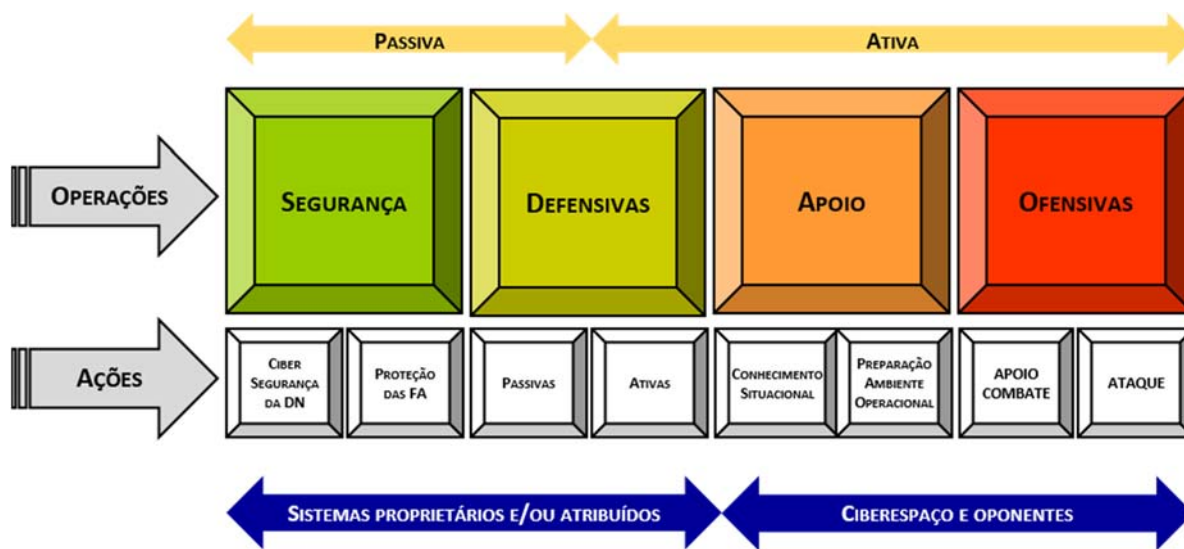 PASSIVA
ATIVA
OPERAÇÕES
SEGURANÇA
DEFENSIVAS
APOIO
OFENSIVAS
AÇÕES
CIBER
SEGURANÇA
DA DN
PROTEÇÃO
DAS FA
PASSIVAS
ATIVAS
CONHECIMENTO
SITUACIONAL
PREPARAÇÃO
AMBIENTE
OPERACIONAL
APOIO
COMBATE
ATAQUE
SISTEMAS PROPRIETÁRIOS E/OU ATRIBUÍDOS
CIBERESPAÇO E OPONENTES